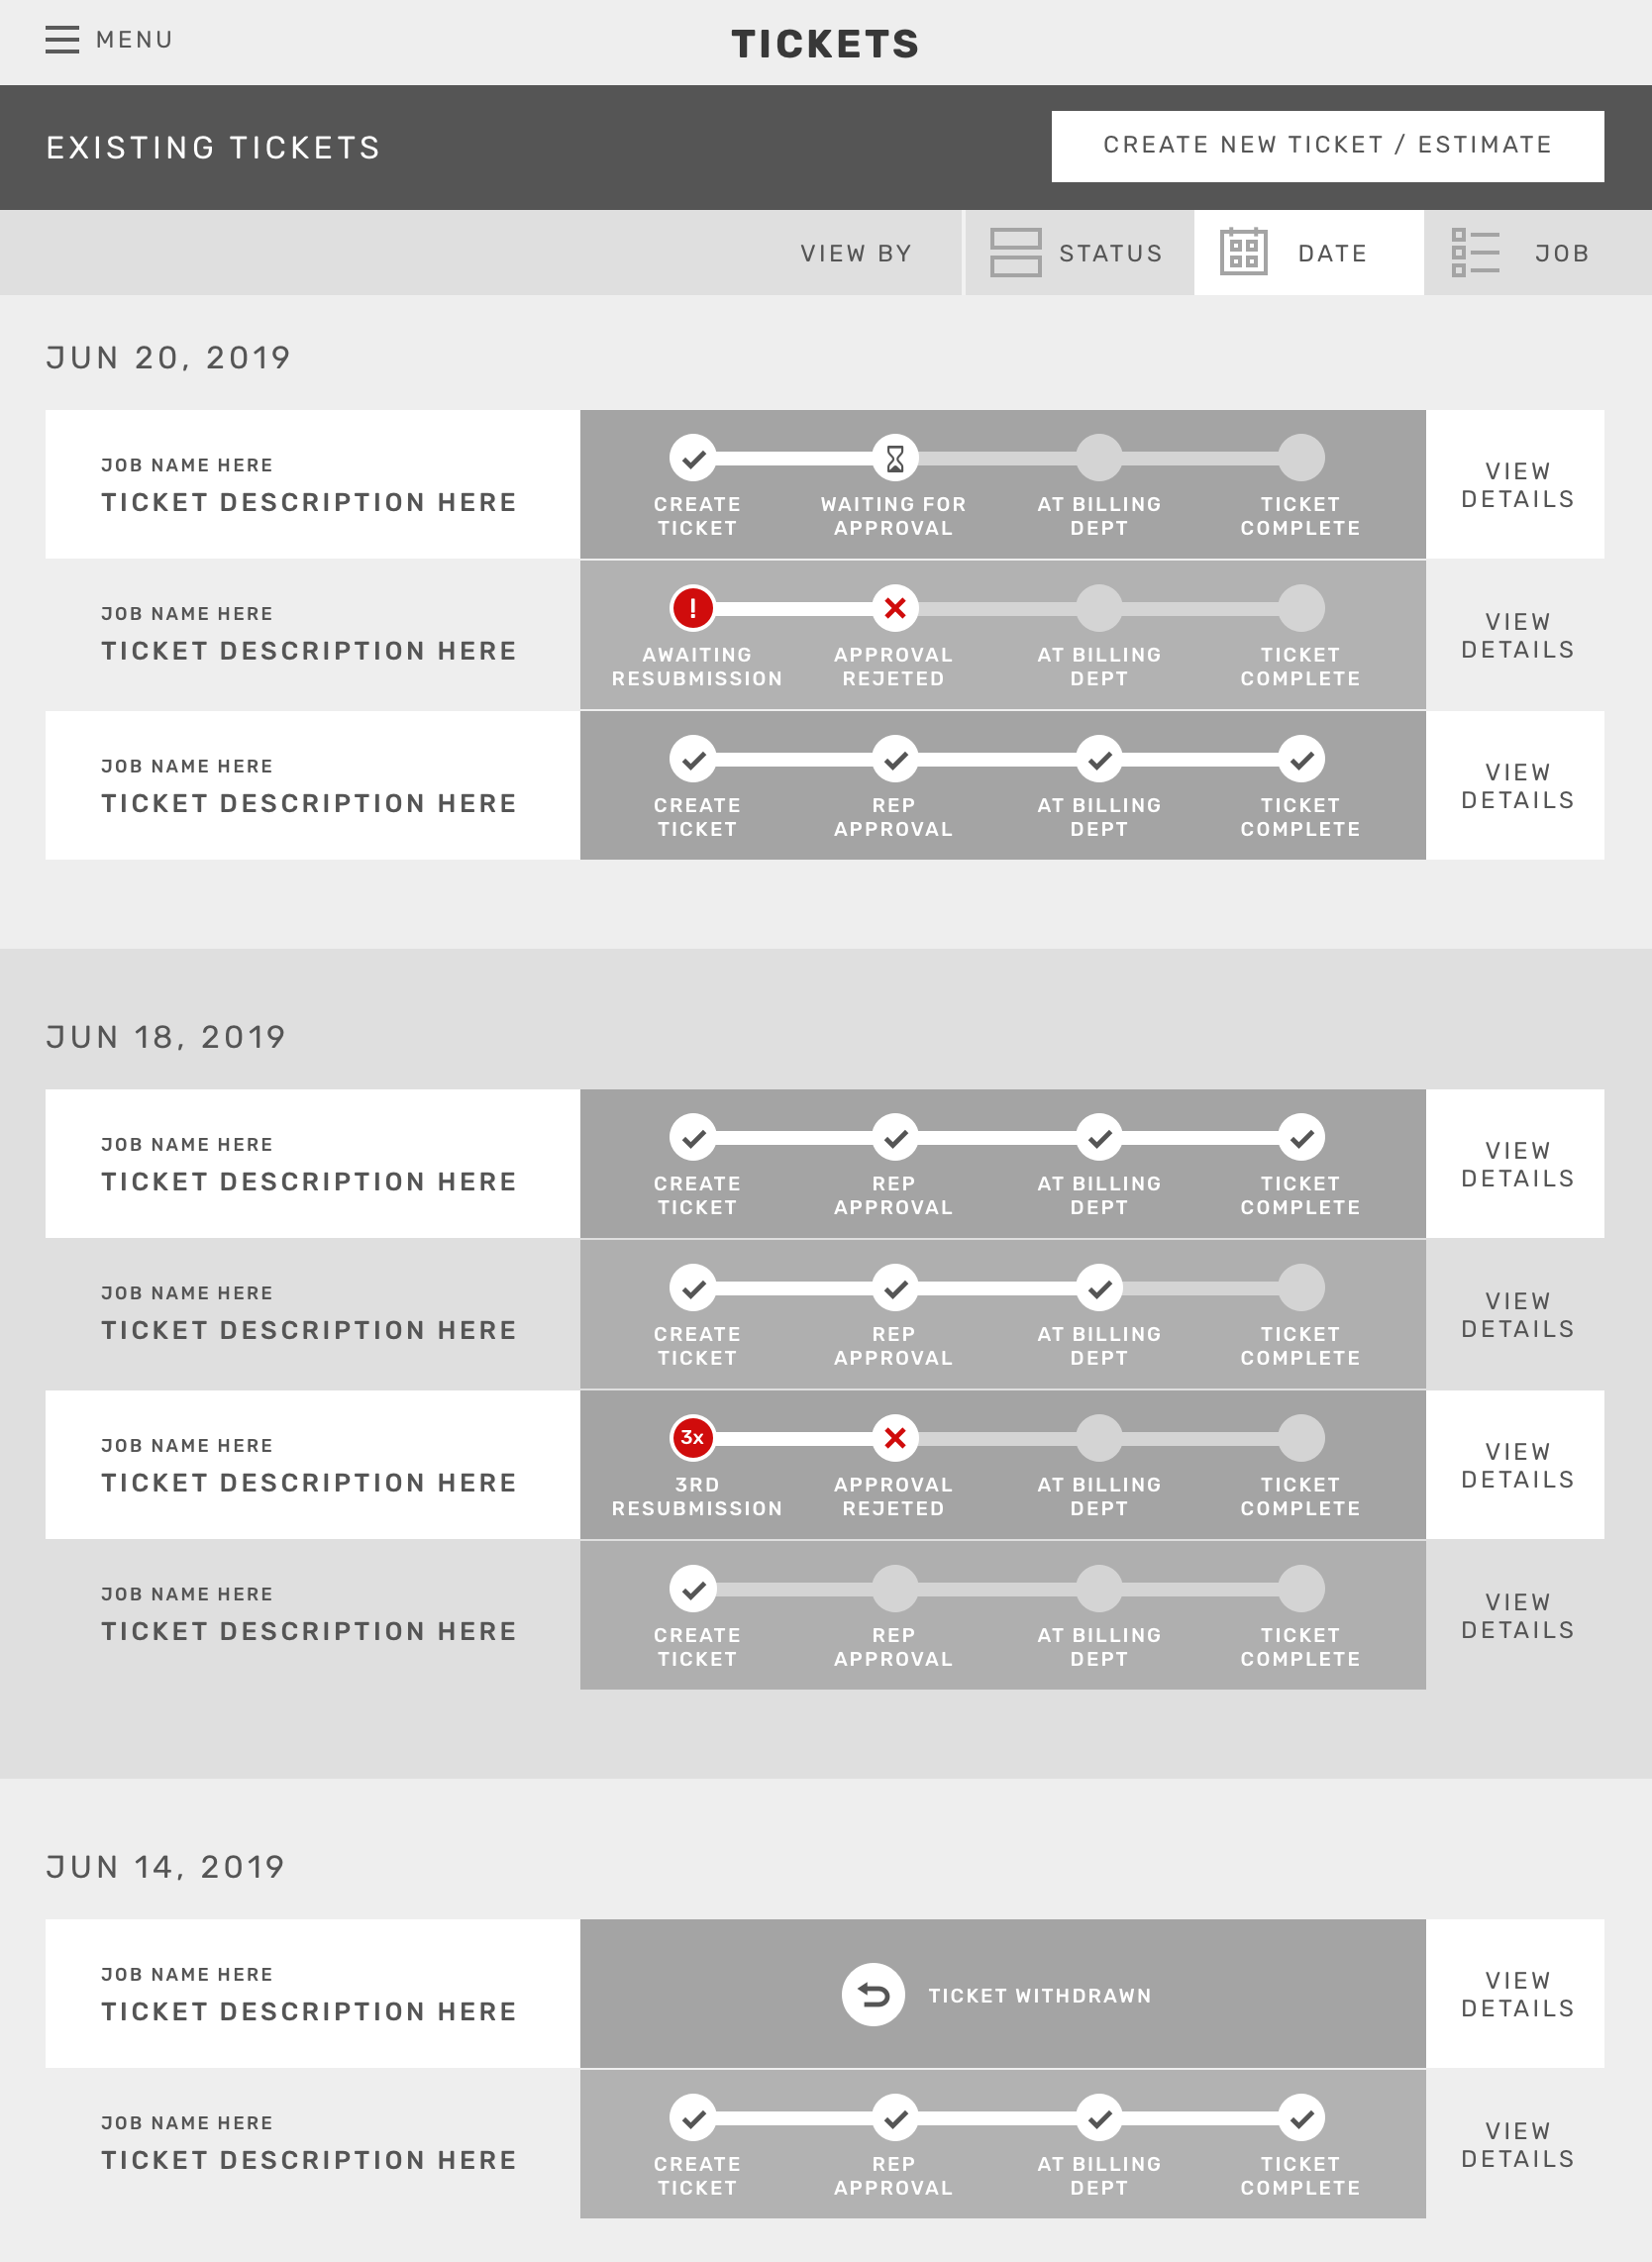 MENU
TICKETS
EXISTING TICKETS
CREATE NEW TICKET / ESTIMATE
VIEW BY
STATUS
DATE
JOB
JUN 20, 2019
JOB NAME HERE
TICKET DESCRIPTION HERE
CREATE
TICKET
WAITING FOR
APPROVAL
AT BILLING
DEPT
TICKET
COMPLETE
VIEW
DETAILS
JOB NAME HERE
TICKET DESCRIPTION HERE
!
AWAITING
RESUBMISSION
APPROVAL
REJETED
AT BILLING
DEPT
TICKET
COMPLETE
VIEW
DETAILS
JOB NAME HERE
TICKET DESCRIPTION HERE
CREATE
TICKET
REP
APPROVAL
AT BILLING
DEPT
TICKET
COMPLETE
VIEW
DETAILS
JUN 18, 2019
JOB NAME HERE
TICKET DESCRIPTION HERE
CREATE
TICKET
REP
APPROVAL
AT BILLING
DEPT
TICKET
COMPLETE
VIEW
DETAILS
JOB NAME HERE
TICKET DESCRIPTION HERE
CREATE
TICKET
REP
APPROVAL
AT BILLING
DEPT
TICKET
COMPLETE
VIEW
DETAILS
JOB NAME HERE
TICKET DESCRIPTION HERE
3x
3RD
RESUBMISSION
APPROVAL
REJETED
AT BILLING
DEPT
TICKET
COMPLETE
VIEW
DETAILS
JOB NAME HERE
TICKET DESCRIPTION HERE
CREATE
TICKET
REP
APPROVAL
AT BILLING
DEPT
TICKET
COMPLETE
VIEW
DETAILS
JUN 14, 2019
JOB NAME HERE
TICKET DESCRIPTION HERE
TICKET WITHDRAWN
VIEW
DETAILS
JOB NAME HERE
TICKET DESCRIPTION HERE
CREATE
TICKET
REP
APPROVAL
AT BILLING
DEPT
TICKET
COMPLETE
VIEW
DETAILS